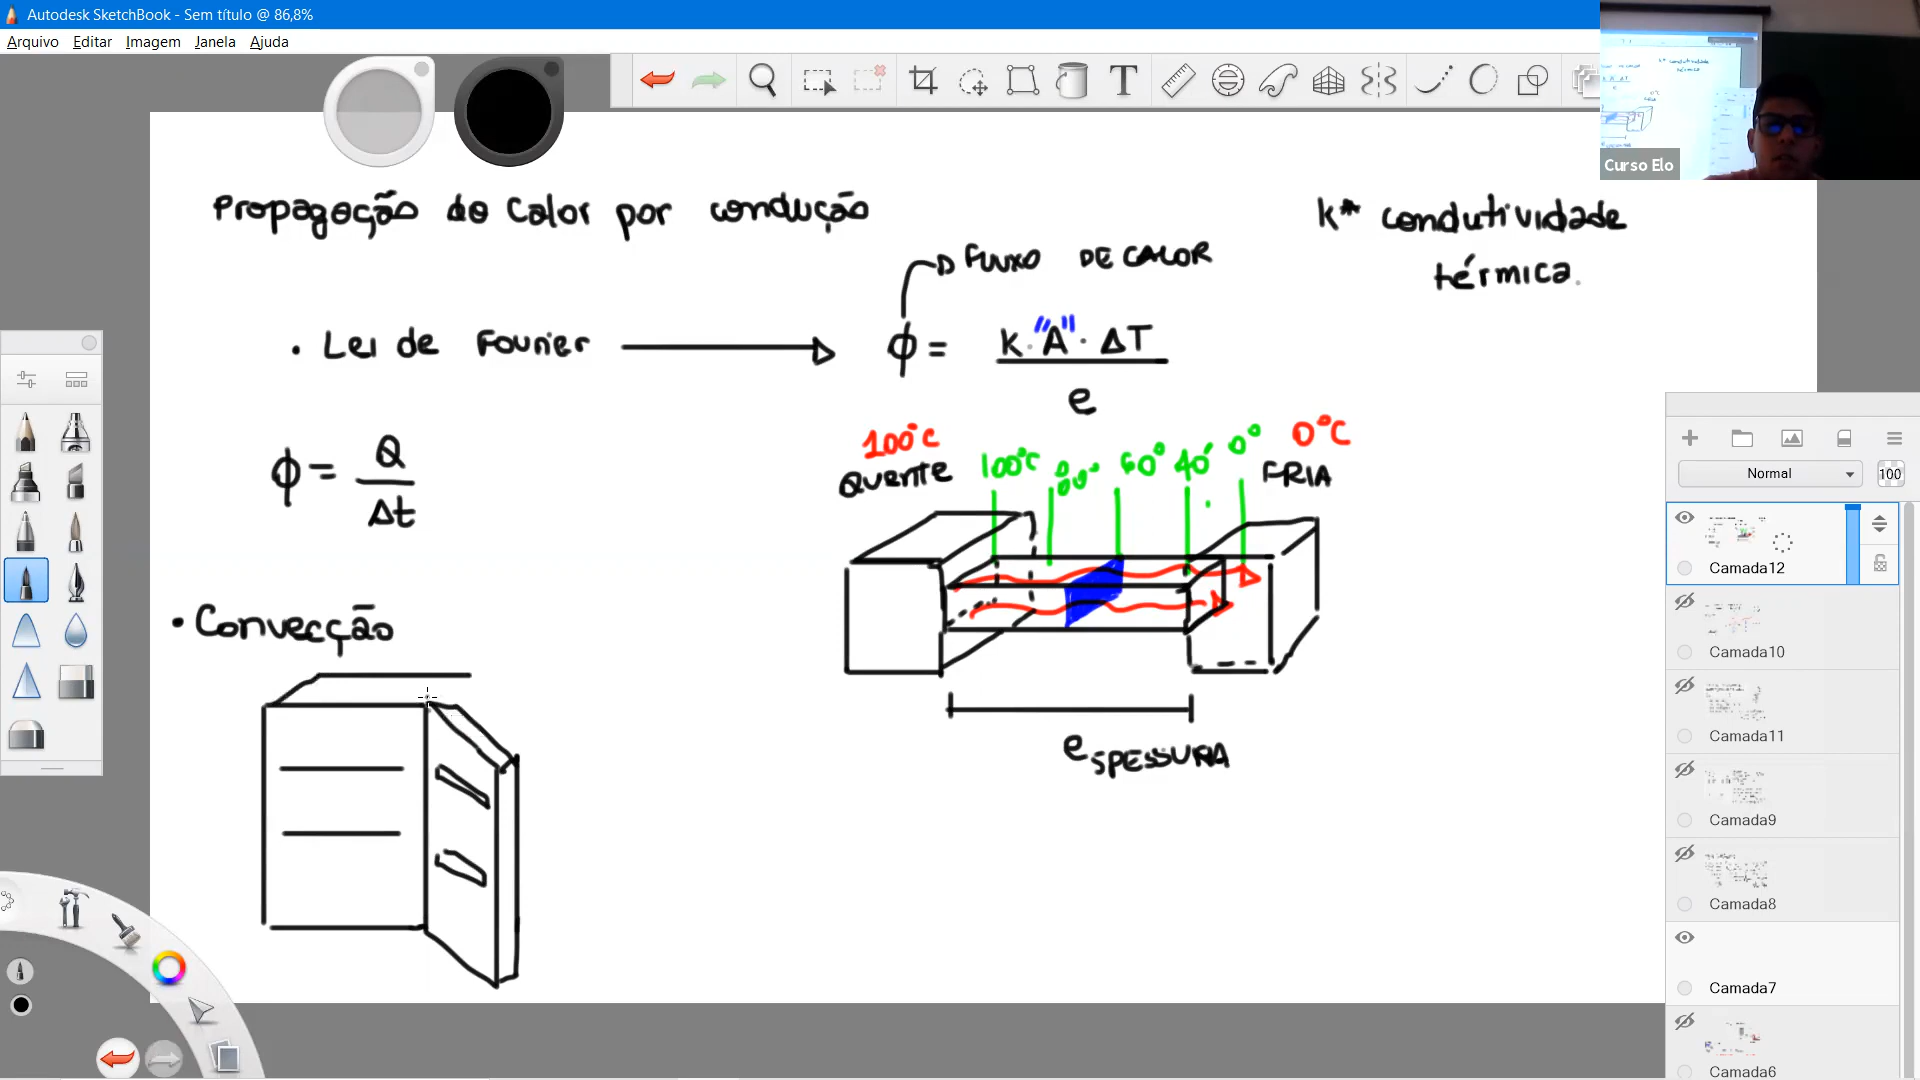 Autodesk SketchBook - Sem título @ 86,8%
Arquivo Editar Imagem Janela Ajuda
T
Curso Elo
Propagação do Calor por condução
k* condutividade
térmica.
FLUXO DE CALOR
• Lei de Fourier
ϕ = k."A". ΔT
e
ϕ = Q
Δt
100°C
QUENTE
100°C 80° 60° 40° 0°
0°C
FRIA
• Convecção
eSPESSURA
Normal
100
Camada12
Camada10
Camada11
Camada9
Camada8
Camada7
Camada6